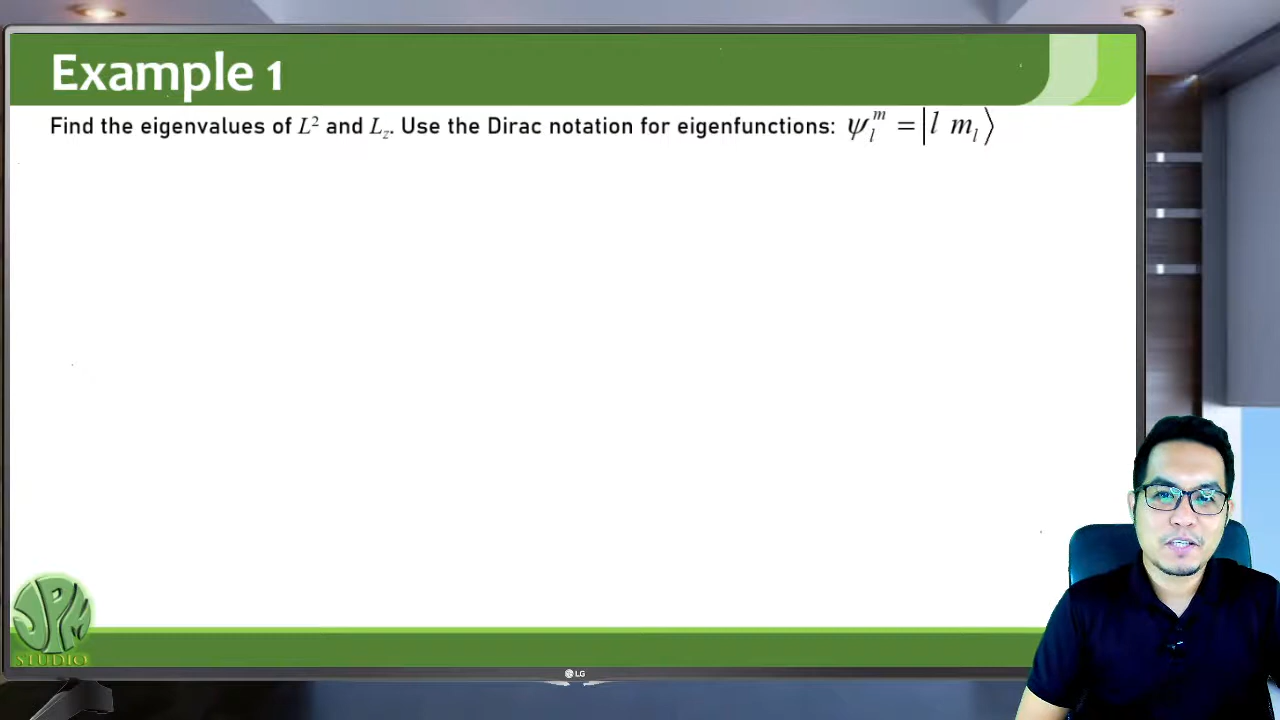 Example 1
Find the eigenvalues of L² and L_z. Use the Dirac notation for eigenfunctions: ψ_l^m = |l m_l⟩
JPM
STUDIO
LG